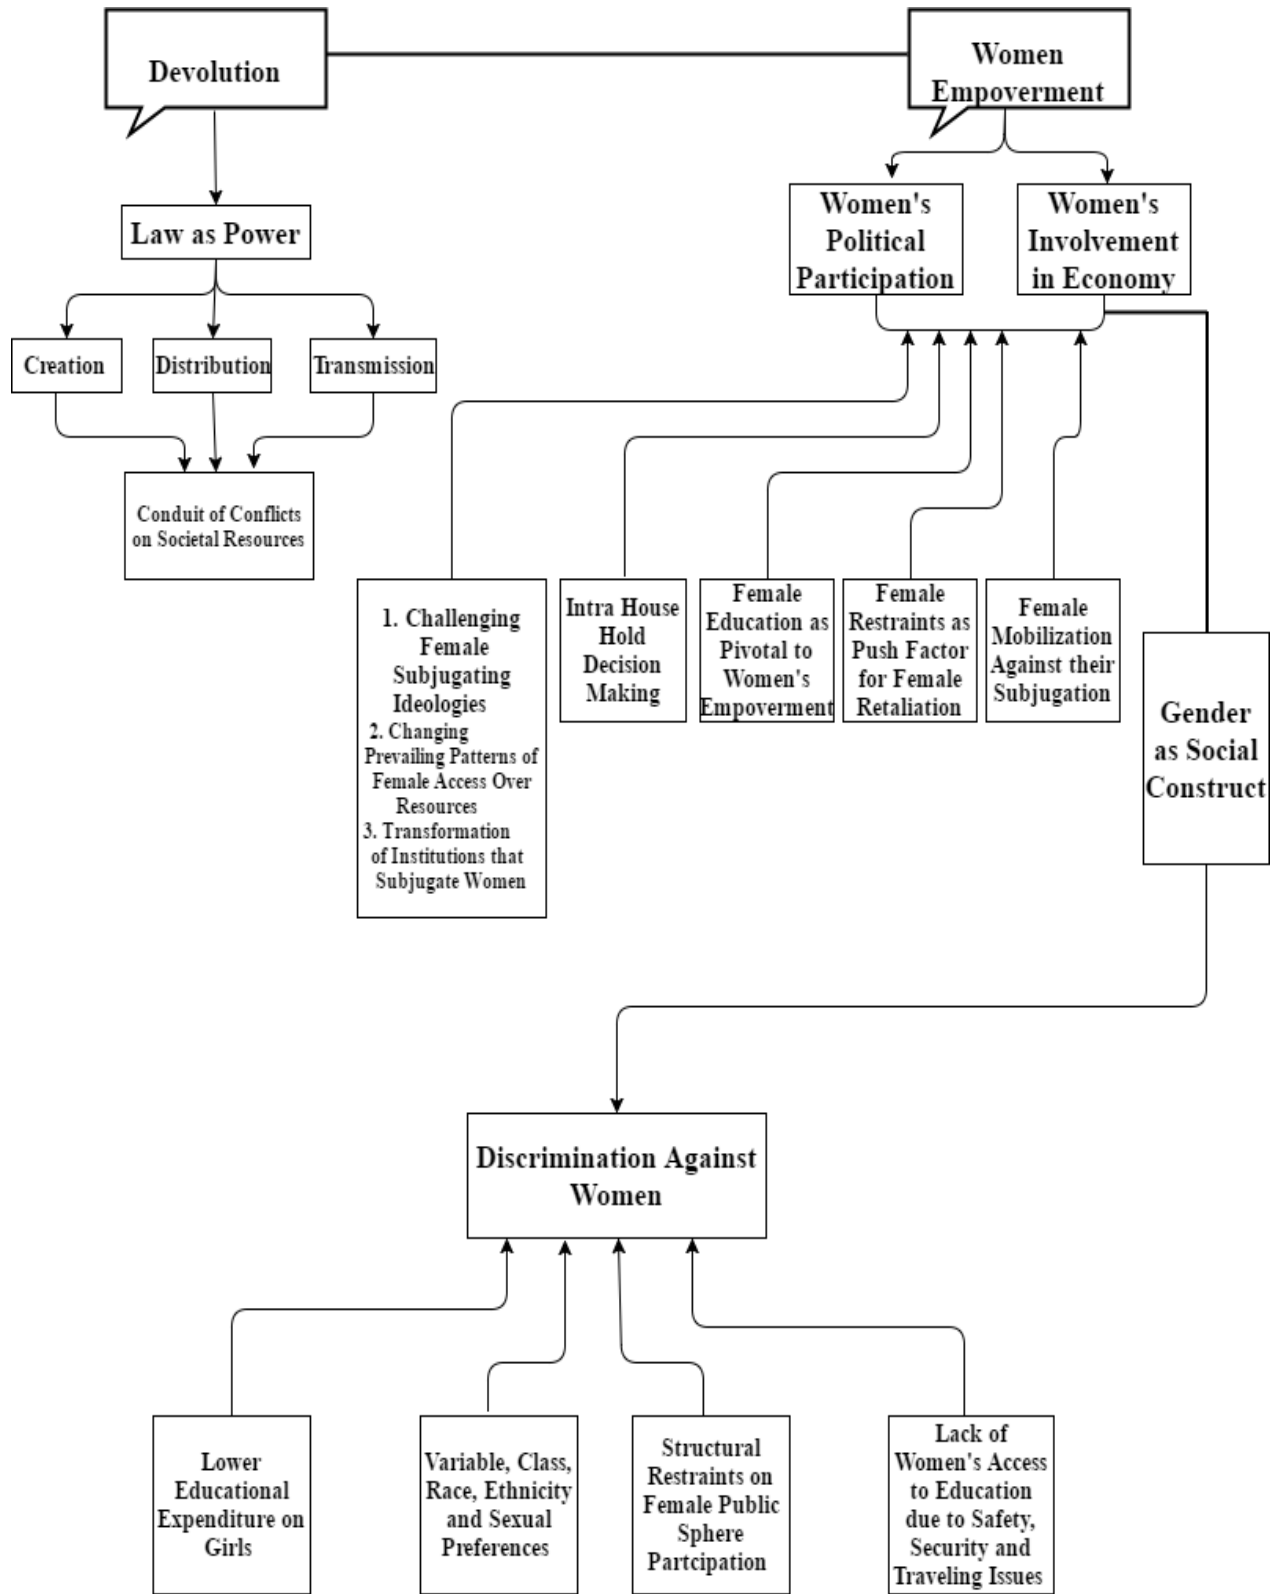 Devolution
Women
Empoverment
Law as Power
Women's
Political
Participation
Women's
Involvement
in Economy
Creation
Distribution
Transmission
Conduit of Conflicts
on Societal Resources
1. Challenging
Female
Subjugating
Ideologies
2. Changing
Prevailing Patterns of
Female Access Over
Resources
3. Transformation
of Institutions that
Subjugate Women
Intra House
Hold
Decision
Making
Female
Education as
Pivotal to
Women's
Empoverment
Female
Restraints as
Push Factor
for Female
Retaliation
Female
Mobilization
Against their
Subjugation
Gender
as Social
Construct
Discrimination Against
Women
Lower
Educational
Expenditure on
Girls
Variable, Class,
Race, Ethnicity
and Sexual
Preferences
Structural
Restraints on
Female Public
Sphere
Partcipation
Lack of
Women's Access
to Education
due to Safety,
Security and
Traveling Issues